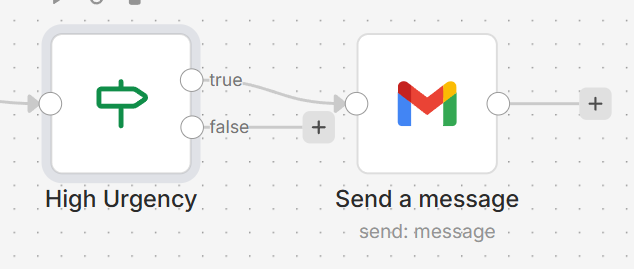 true
false
High Urgency
Send a message
send: message